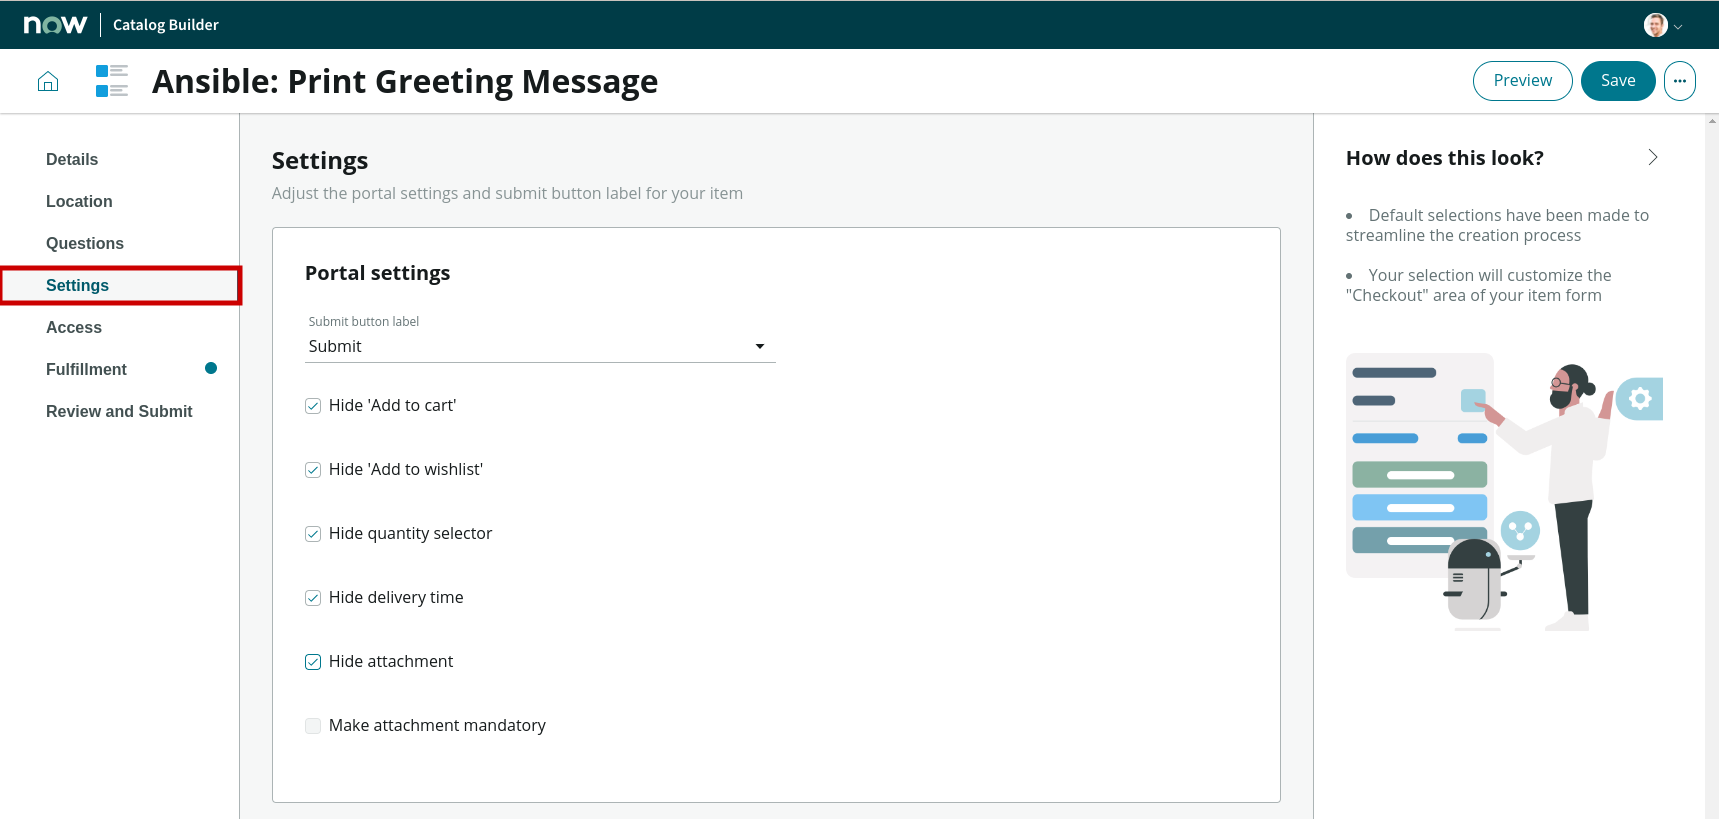 now Catalog Builder
Ansible: Print Greeting Message
Preview
Save
Details
Location
Questions
Settings
Access
Fulfillment
Review and Submit
Settings
Adjust the portal settings and submit button label for your item
Portal settings
Submit button label
Submit
Hide 'Add to cart'
Hide 'Add to wishlist'
Hide quantity selector
Hide delivery time
Hide attachment
Make attachment mandatory
How does this look?
• Default selections have been made to
streamline the creation process
• Your selection will customize the
"Checkout" area of your item form